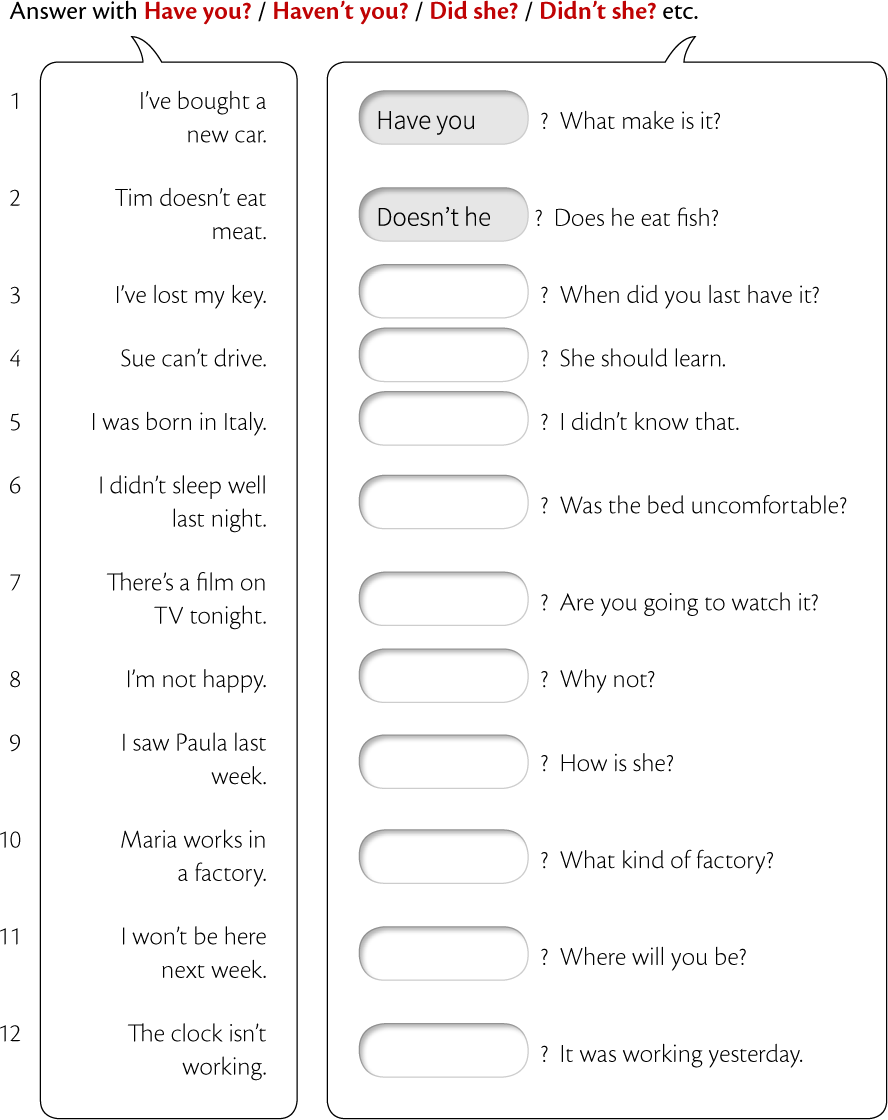 Answer with Have you? / Haven't you? / Did she? / Didn't she? etc.
1 I've bought a
new car.
Have you ? What make is it?
2 Tim doesn't eat
meat.
Doesn't he ? Does he eat fish?
3 I've lost my key. ? When did you last have it?
4 Sue can't drive. ? She should learn.
5 I was born in Italy. ? I didn't know that.
6 I didn't sleep well
last night.
? Was the bed uncomfortable?
7 There's a film on
TV tonight.
? Are you going to watch it?
8 I'm not happy. ? Why not?
9 I saw Paula last
week.
? How is she?
10 Maria works in
a factory.
? What kind of factory?
11 I won't be here
next week.
? Where will you be?
12 The clock isn't
working.
? It was working yesterday.